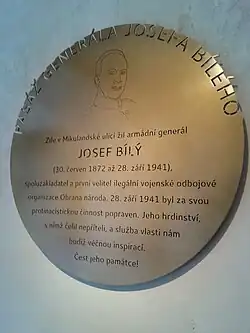 PASÁŽ GENERÁLA JOSEFA BÍLÉHO
Zde v Mikulandské ulici žil armádní generál
JOSEF BÍLÝ
(30. červen 1872 až 28. září 1941),
spoluzakladatel a první velitel ilegální vojenské odbojové
organizace Obrana národa. 28. září 1941 byl za svou
protinacistickou činnost popraven. Jeho hrdinství,
s nímž čelil nepříteli, a služba vlasti nám
budiž věčnou inspirací.
Čest jeho památce!